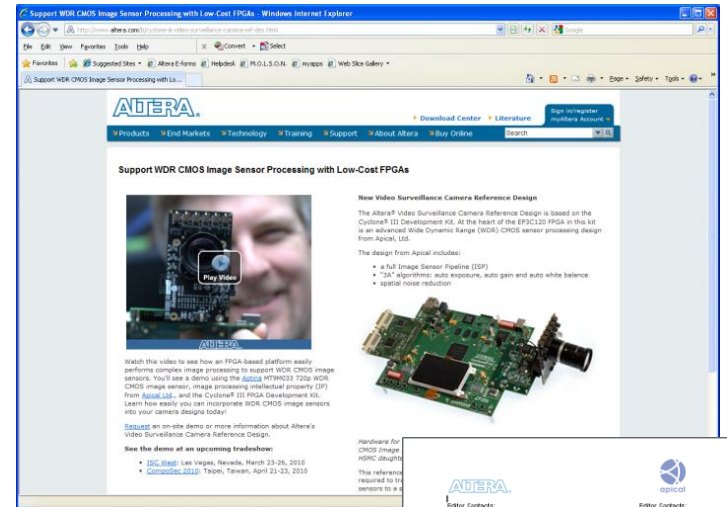 Support WDR CMOS Image Sensor Processing with Low-Cost FPGAs - Windows Internet Explorer
Google
File Edit View Favorites Tools Help
Convert Select
Favorites Suggested Sites Altera E-forms Helpdesk M.O.L.S.O.N. myapps Web Slice Gallery
Support WDR CMOS Image Sensor Processing with Lo...
Page Safety Tools
ALTERA.
Download Center Literature
Sign in/register
myAltera Account
Products End Markets Technology Training Support About Altera Buy Online Search
Support WDR CMOS Image Sensor Processing with Low-Cost FPGAs
Play Video
ALTERA.
Watch this video to see how an FPGA-based platform easily
performs complex image processing to support WDR CMOS image
sensors. You'll see a demo using the Aptina MT9M033 720p WDR
CMOS image sensor, image processing intellectual property (IP)
from Apical Ltd., and the Cyclone® III FPGA Development Kit.
Learn how easily you can incorporate WDR CMOS image sensors
into your camera designs today!
Request an on-site demo or more information about Altera's
Video Surveillance Camera Reference Design.
See the demo at an upcoming tradeshow:
• ISC West: Las Vegas, Nevada, March 23-26, 2010
• CompoSec 2010: Taipei, Taiwan, April 21-23, 2010
New Video Surveillance Camera Reference Design
The Altera® Video Surveillance Camera Reference Design is based on the
Cyclone® III Development Kit. At the heart of the EP3C120 FPGA in this kit
is an advanced Wide Dynamic Range (WDR) CMOS sensor processing design
from Apical, Ltd.
The design from Apical includes:
• a full Image Sensor Pipeline (ISP)
• "3A" algorithms: auto exposure, auto gain and auto white balance
• spatial noise reduction
Hardware for
CMOS Image
HSMC daught
This reference
required to tra
sensors to a s
ALTERA.
apical
Editor Contacts:
Editor Contacts: